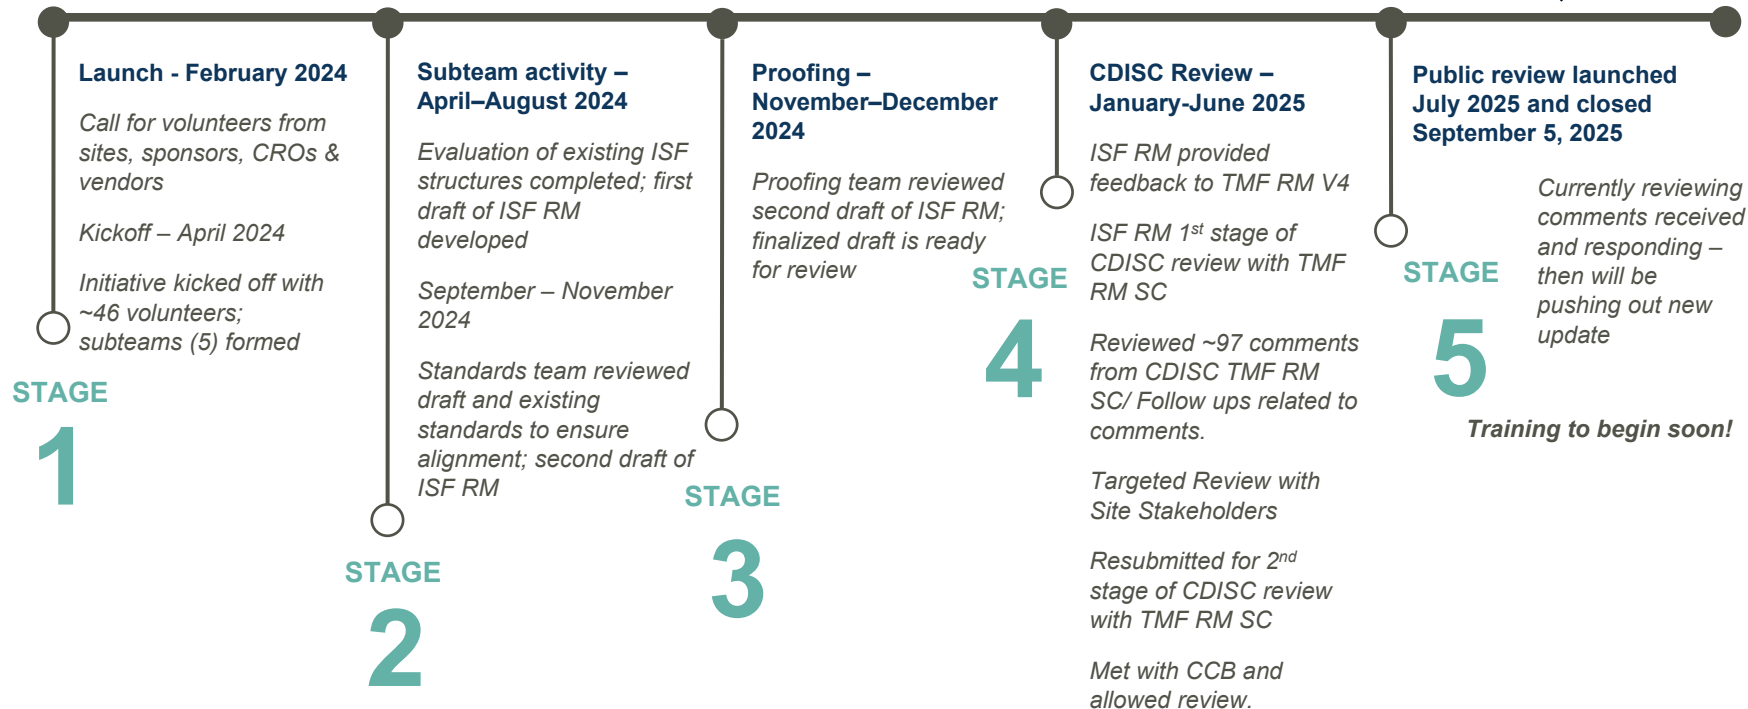 Launch - February 2024
Call for volunteers from
sites, sponsors, CROs &
vendors
Kickoff – April 2024
Initiative kicked off with
~46 volunteers;
subteams (5) formed
STAGE
1
Subteam activity –
April–August 2024
Evaluation of existing ISF
structures completed; first
draft of ISF RM
developed
September – November
2024
Standards team reviewed
draft and existing
standards to ensure
alignment; second draft of
ISF RM
STAGE
2
Proofing –
November–December
2024
Proofing team reviewed
second draft of ISF RM;
finalized draft is ready
for review
STAGE
3
CDISC Review –
January-June 2025
ISF RM provided
feedback to TMF RM V4
ISF RM 1st stage of
CDISC review with TMF
RM SC
Reviewed ~97 comments
from CDISC TMF RM
SC/ Follow ups related to
comments.
Targeted Review with
Site Stakeholders
Resubmitted for 2nd
stage of CDISC review
with TMF RM SC
Met with CCB and
allowed review.
STAGE
4
Public review launched
July 2025 and closed
September 5, 2025
Currently reviewing
comments received
and responding –
then will be
pushing out new
update
STAGE
5
Training to begin soon!